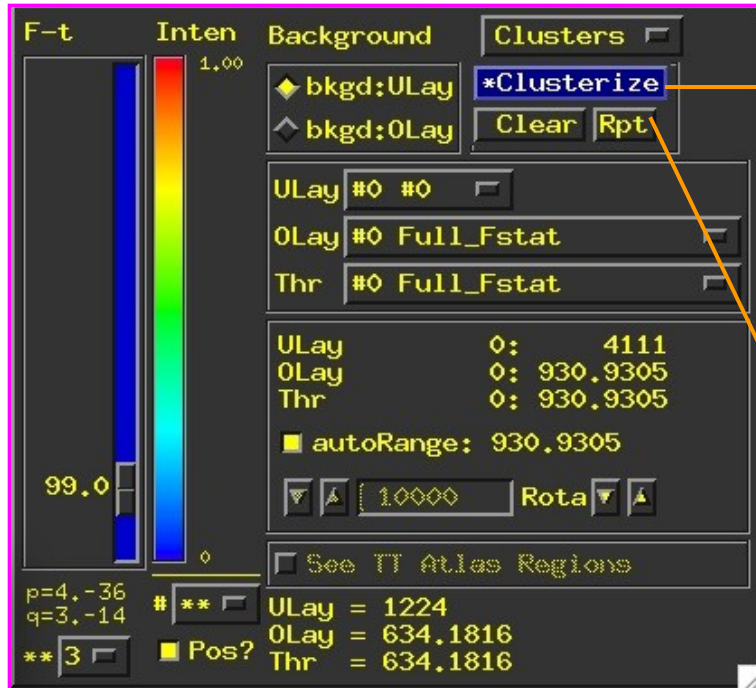 F-t Inten Background Clusters
1.00
bkgd:ULay *Clusterize
bkgd:OLay Clear Rpt
ULay #0 #0
OLay #0 Full_Fstat
Thr #0 Full_Fstat
ULay 0: 4111
OLay 0: 930.9305
Thr 0: 930.9305
autoRange: 930.9305
99.0
10000 Rota
0
See TT Atlas Regions
p=4.-36
q=3.-14
# **
ULay = 1224
OLay = 634.1816
** 3
Pos?
Thr = 634.1816